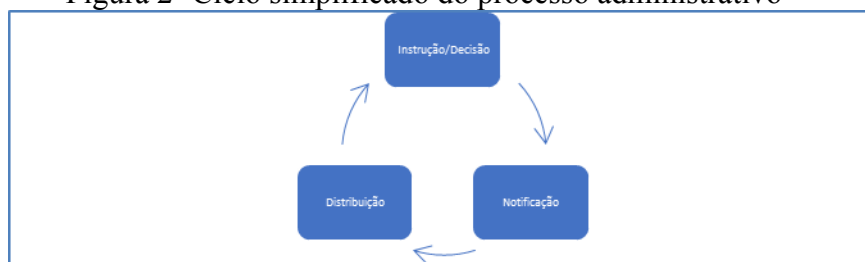 Figura 2- Ciclo simplificado do processo administrativo
Instrução/Decisão
Distribuição
Notificação